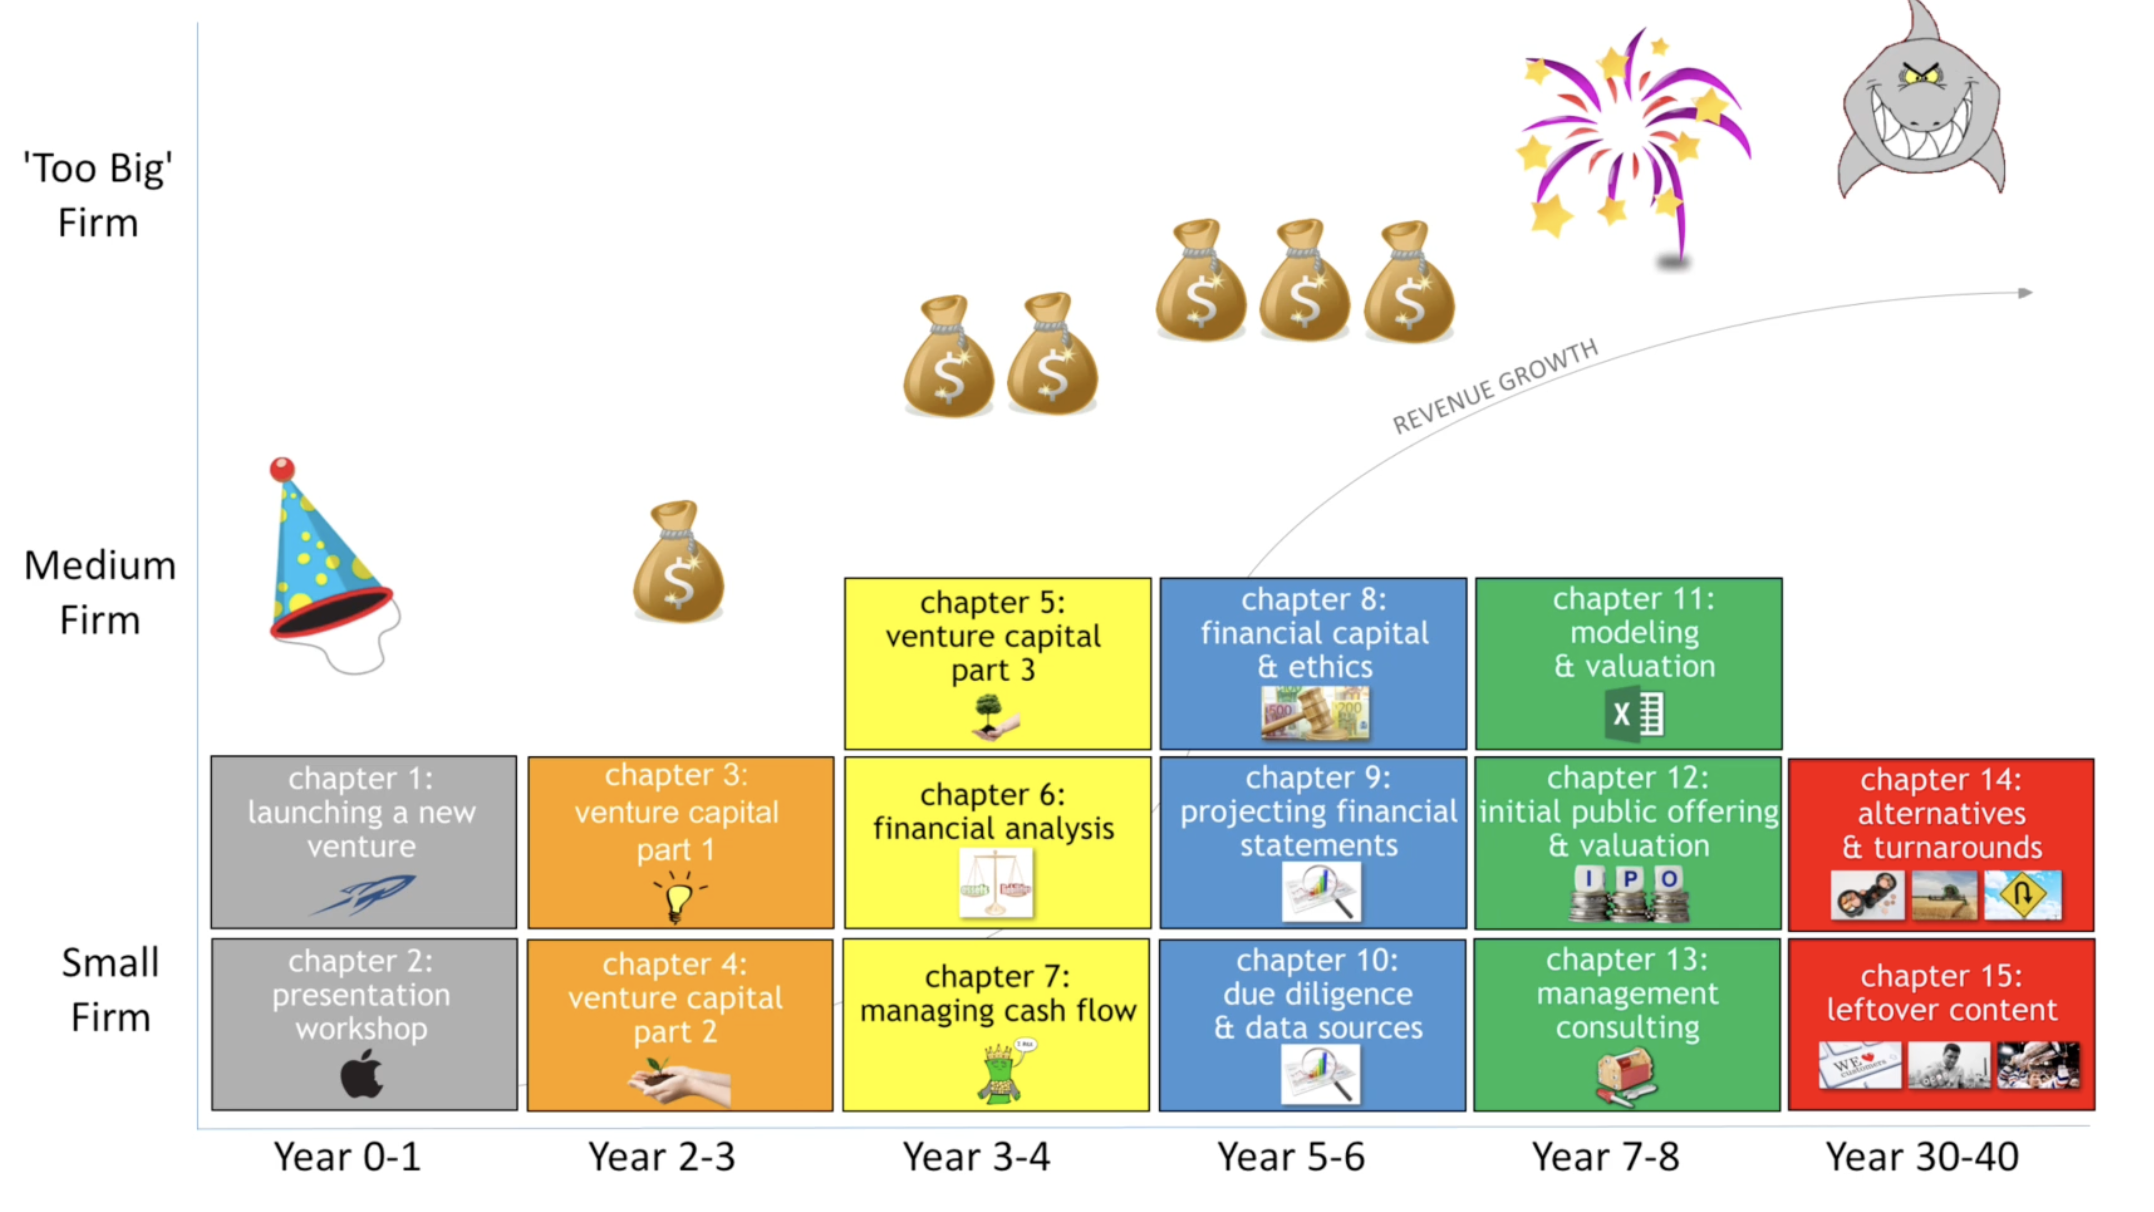 'Too Big'
Firm
Medium
Firm
Small
Firm
REVENUE GROWTH
chapter 1:
launching a new
venture
chapter 2:
presentation
workshop
chapter 3:
venture capital
part 1
chapter 4:
venture capital
part 2
chapter 5:
venture capital
part 3
chapter 6:
financial analysis
chapter 7:
managing cash flow
chapter 8:
financial capital
& ethics
500
200
chapter 9:
projecting financial
statements
chapter 10:
due diligence
& data sources
chapter 11:
modeling
& valuation
X
chapter 12:
initial public offering
& valuation
I P O
chapter 13:
management
consulting
chapter 14:
alternatives
& turnarounds
chapter 15:
leftover content
WE
customers
$
$ $
$ $ $
Year 0-1
Year 2-3
Year 3-4
Year 5-6
Year 7-8
Year 30-40